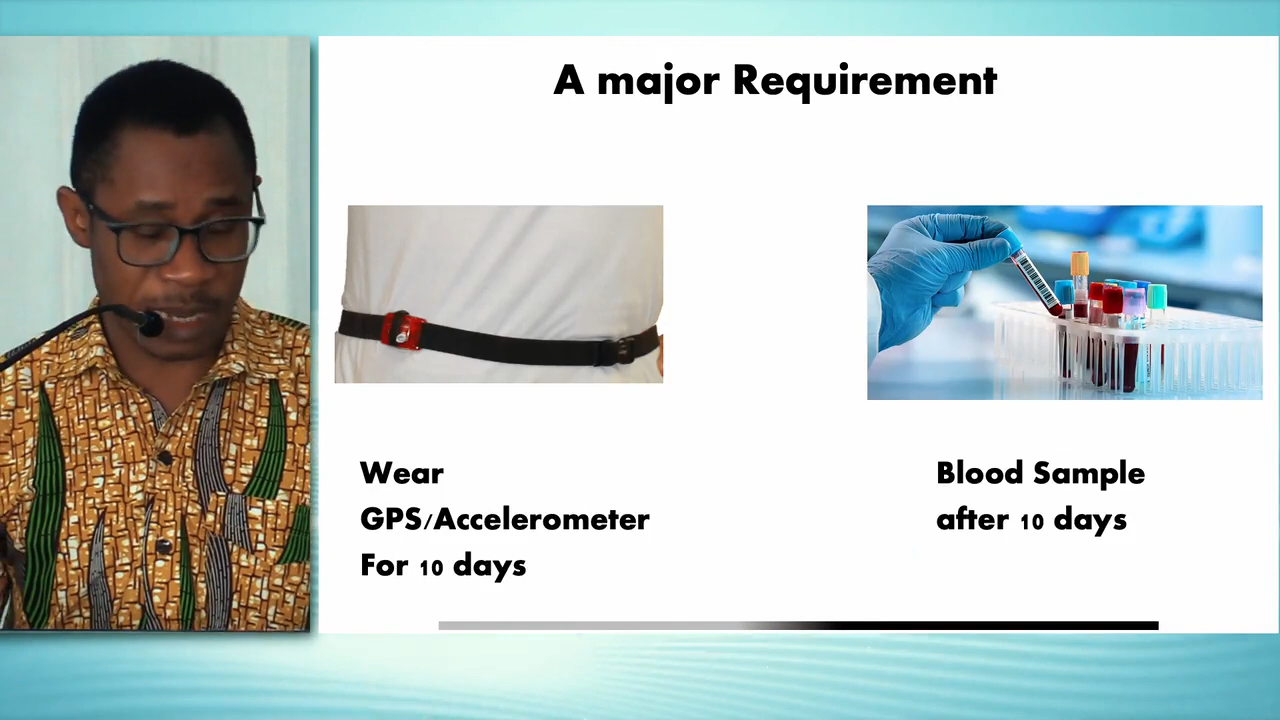 A major Requirement
Wear
GPS/Accelerometer
For 10 days
Blood Sample
after 10 days